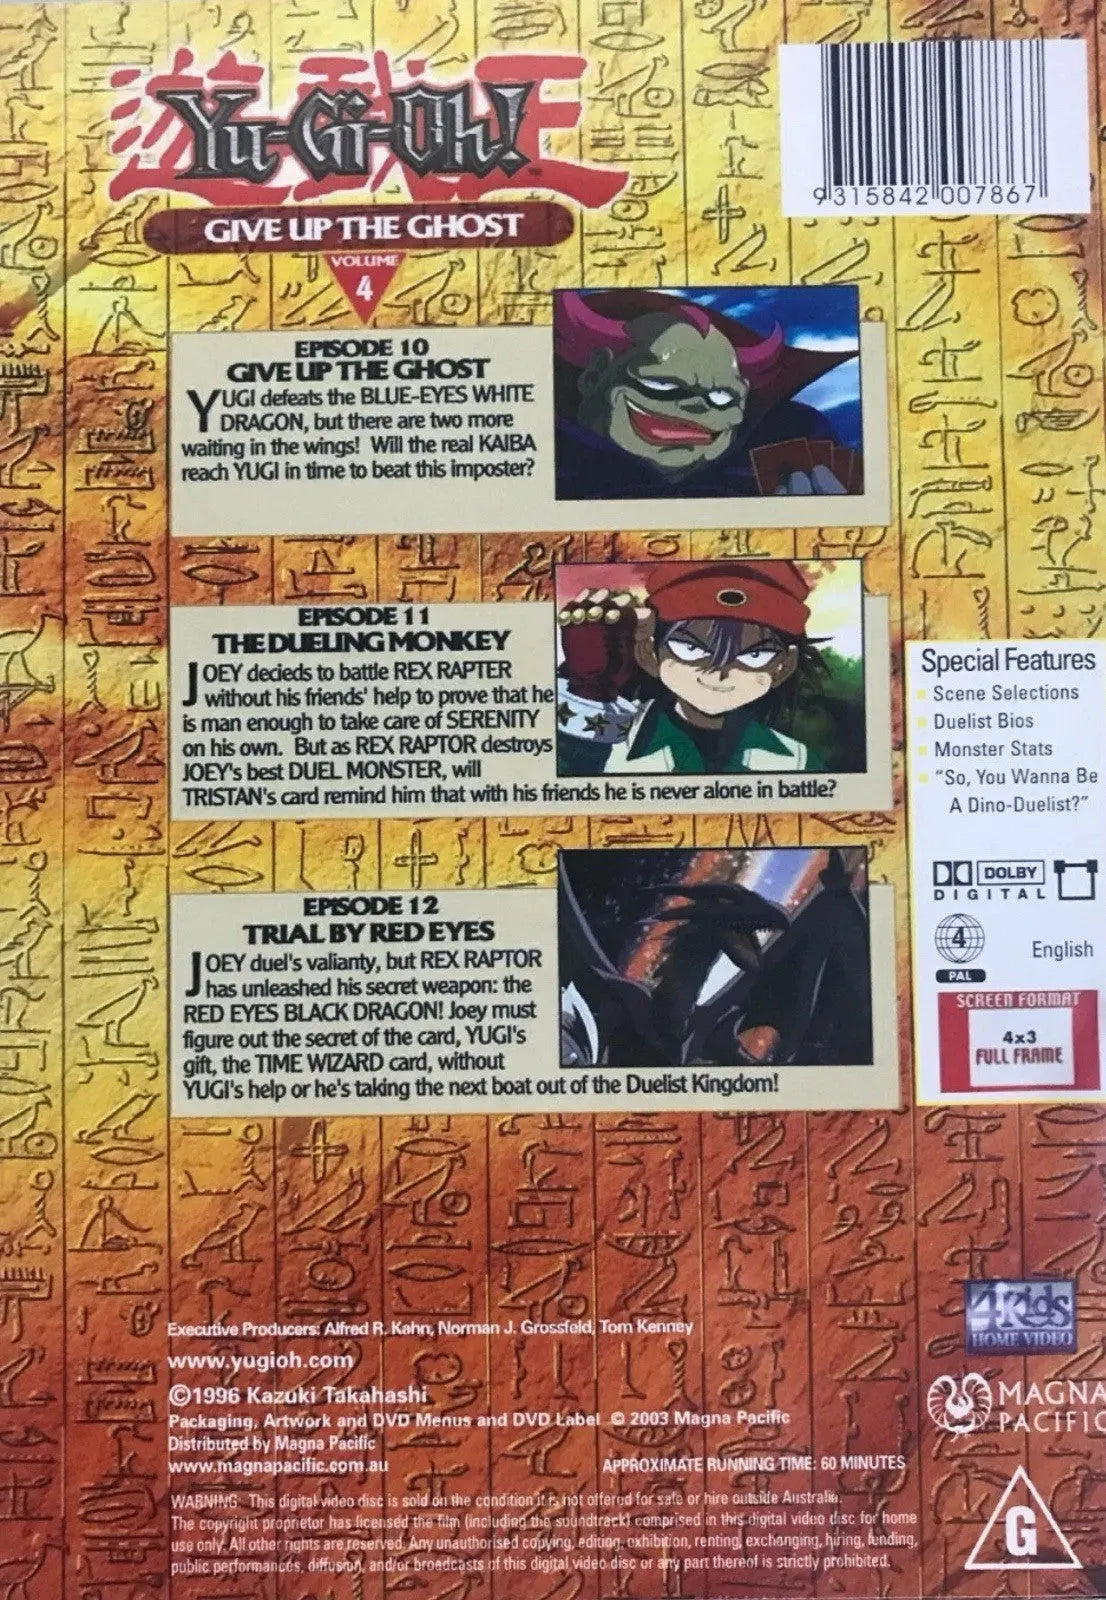 遊戯王
Yu-Gi-Oh!
GIVE UP THE GHOST
VOLUME
4
9 315842 007867
EPISODE 10
GIVE UP THE GHOST
YUGI defeats the BLUE-EYES WHITE
DRAGON, but there are two more
waiting in the wings! Will the real KAIBA
reach YUGI in time to beat this imposter?
EPISODE 11
THE DUELING MONKEY
JOEY decieds to battle REX RAPTER
without his friends' help to prove that he
is man enough to take care of SERENITY
on his own. But as REX RAPTOR destroys
JOEY's best DUEL MONSTER, will
TRISTAN's card remind him that with his friends he is never alone in battle?
EPISODE 12
TRIAL BY RED EYES
JOEY duel's valianty, but REX RAPTOR
has unleashed his secret weapon: the
RED EYES BLACK DRAGON! Joey must
figure out the secret of the card, YUGI's
gift, the TIME WIZARD card, without
YUGI's help or he's taking the next boat out of the Duelist Kingdom!
Special Features
Scene Selections
Duelist Bios
Monster Stats
"So, You Wanna Be
A Dino-Duelist?"
DOLBY
DIGITAL
4
PAL
English
SCREEN FORMAT
4x3
FULL FRAME
Executive Producers: Alfred R. Kahn, Norman J. Grossfeld, Tom Kenney
www.yugioh.com
©1996 Kazuki Takahashi
Packaging, Artwork and DVD Menus and DVD Label © 2003 Magna Pacific
Distributed by Magna Pacific
www.magnapacific.com.au
APPROXIMATE RUNNING TIME: 60 MINUTES
WARNING: This digital video disc is sold on the condition it is not offered for sale or hire outside Australia.
The copyright proprietor has licensed the film (including the soundtrack) comprised in this digital video disc for home
use only. All other rights are reserved. Any unauthorised copying, editing, exhibition, renting, exchanging, hiring, lending,
public performances, diffusion, and/or broadcasts of this digital video disc or any part thereof is strictly prohibited.
4Kids
HOME VIDEO
MAGNA
PACIFIC
G